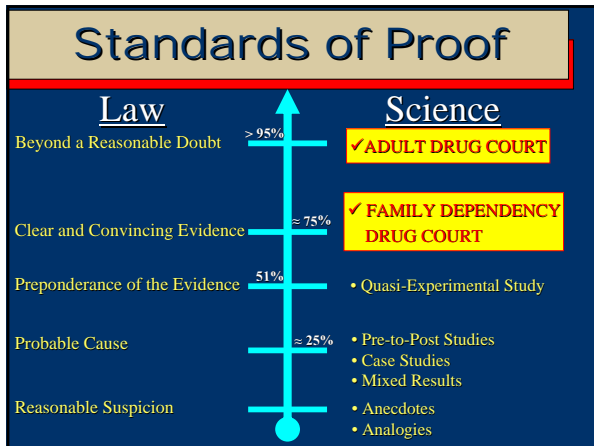 Standards of Proof
Law
Science
> 95%
Beyond a Reasonable Doubt
✓ADULT DRUG COURT
≈ 75%
Clear and Convincing Evidence
✓ FAMILY DEPENDENCY
DRUG COURT
51%
Preponderance of the Evidence
• Quasi-Experimental Study
≈ 25%
Probable Cause
• Pre-to-Post Studies
• Case Studies
• Mixed Results
Reasonable Suspicion
• Anecdotes
• Analogies